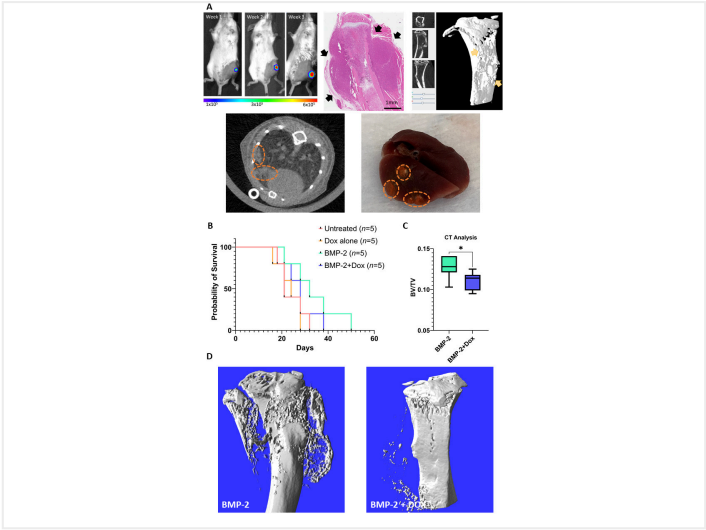 A
Week 1 Week 2 Week 3
1mm
1x10⁵ 3x10⁵ 6x10⁵
B
Untreated (n=5)
Dox alone (n=5)
BMP-2 (n=5)
BMP-2+Dox (n=5)
Probability of Survival
100
50
0
0 20 40 60
Days
C
CT Analysis
*
BV/TV
0.15
0.10
0.05
BMP-2
BMP-2+Dox
D
BMP-2
BMP-2 + DOX